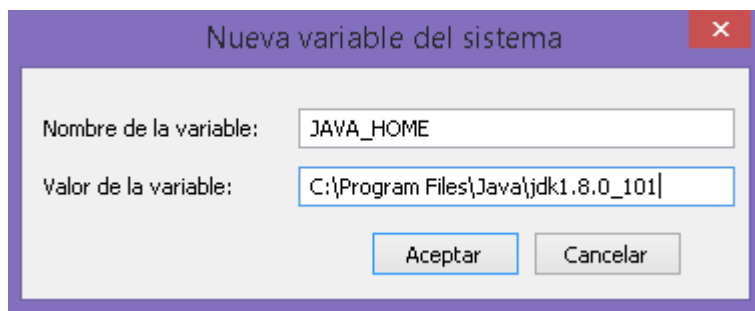 Nueva variable del sistema
Nombre de la variable: JAVA_HOME
Valor de la variable: C:\Program Files\Java\jdk1.8.0_101
Aceptar Cancelar